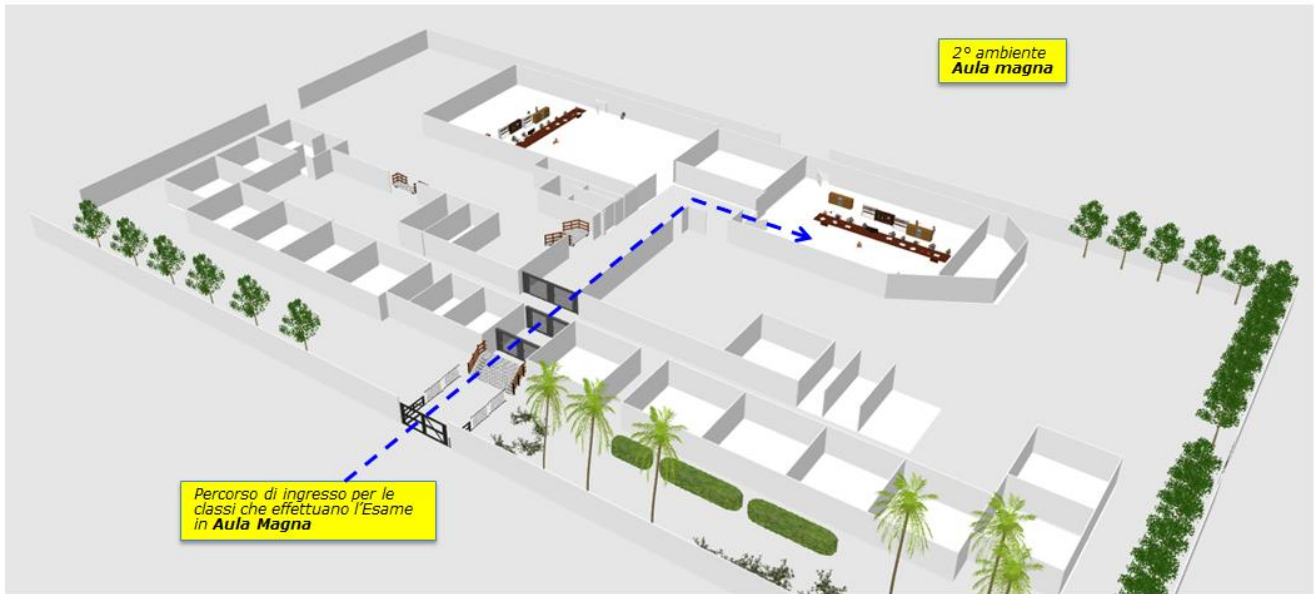 2° ambiente
Aula magna
Percorso di ingresso per le
classi che effettuano l'Esame
in Aula Magna